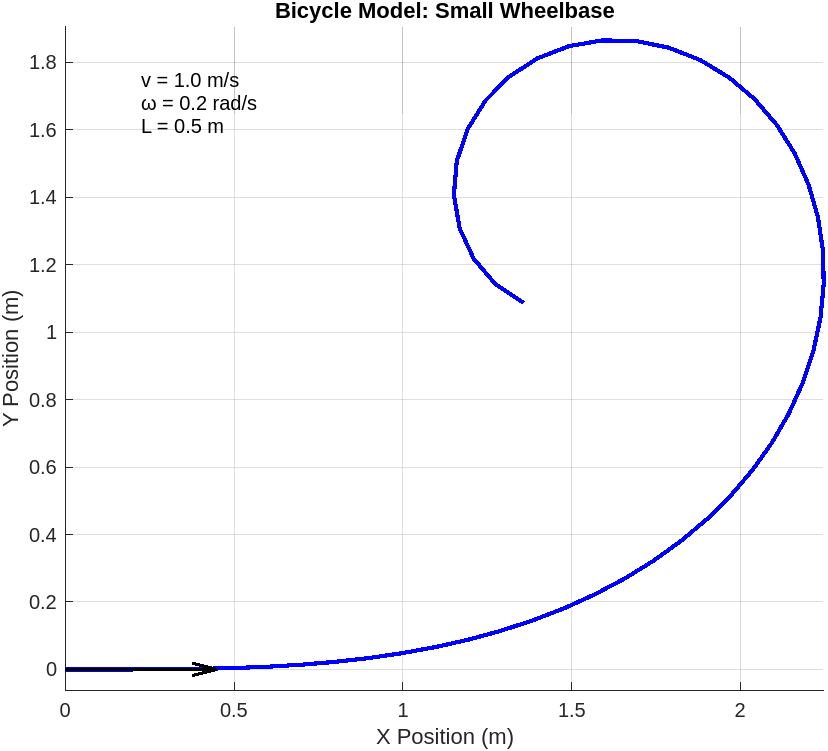 Bicycle Model: Small Wheelbase
v = 1.0 m/s
ω = 0.2 rad/s
L = 0.5 m
1.8
1.6
1.4
1.2
1
0.8
0.6
0.4
0.2
0
Y Position (m)
0 0.5 1 1.5 2
X Position (m)